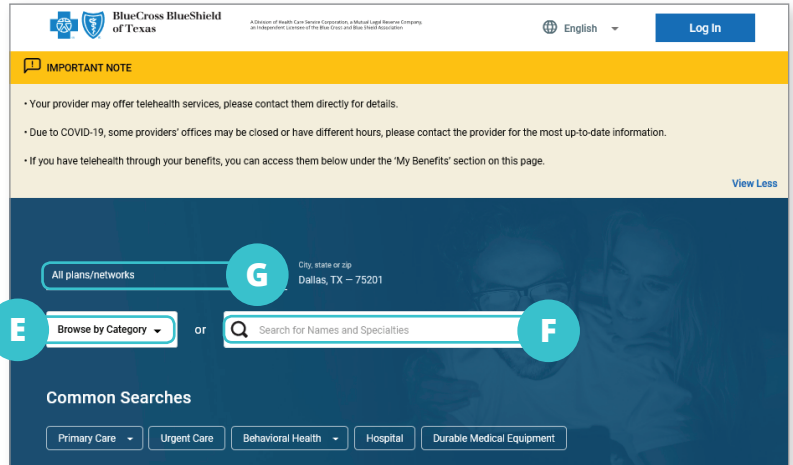 BlueCross BlueShield
of Texas
A Division of Health Care Service Corporation, a Mutual Legal Reserve Company,
an Independent Licensee of the Blue Cross and Blue Shield Association
English
Log In
IMPORTANT NOTE
• Your provider may offer telehealth services, please contact them directly for details.
• Due to COVID-19, some providers' offices may be closed or have different hours, please contact the provider for the most up-to-date information.
• If you have telehealth through your benefits, you can access them below under the 'My Benefits' section on this page.
View Less
All plans/networks
G
City, state or zip
Dallas, TX — 75201
E
Browse by Category
or
Search for Names and Specialties
F
Common Searches
Primary Care
Urgent Care
Behavioral Health
Hospital
Durable Medical Equipment